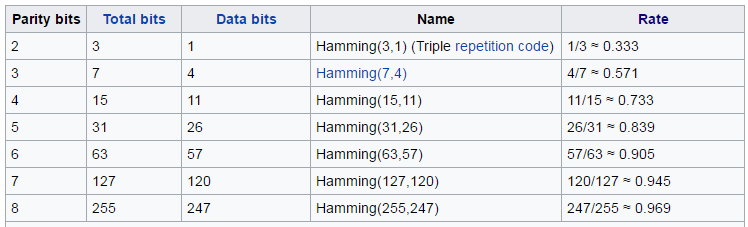 Parity bits Total bits Data bits Name Rate
2 3 1 Hamming(3,1) (Triple repetition code) 1/3 ≈ 0.333
3 7 4 Hamming(7,4) 4/7 ≈ 0.571
4 15 11 Hamming(15,11) 11/15 ≈ 0.733
5 31 26 Hamming(31,26) 26/31 ≈ 0.839
6 63 57 Hamming(63,57) 57/63 ≈ 0.905
7 127 120 Hamming(127,120) 120/127 ≈ 0.945
8 255 247 Hamming(255,247) 247/255 ≈ 0.969